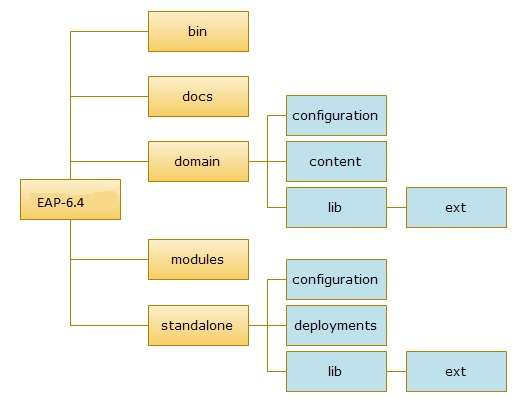 bin
docs
domain
configuration
content
lib
ext
EAP-6.4
modules
standalone
configuration
deployments
lib
ext